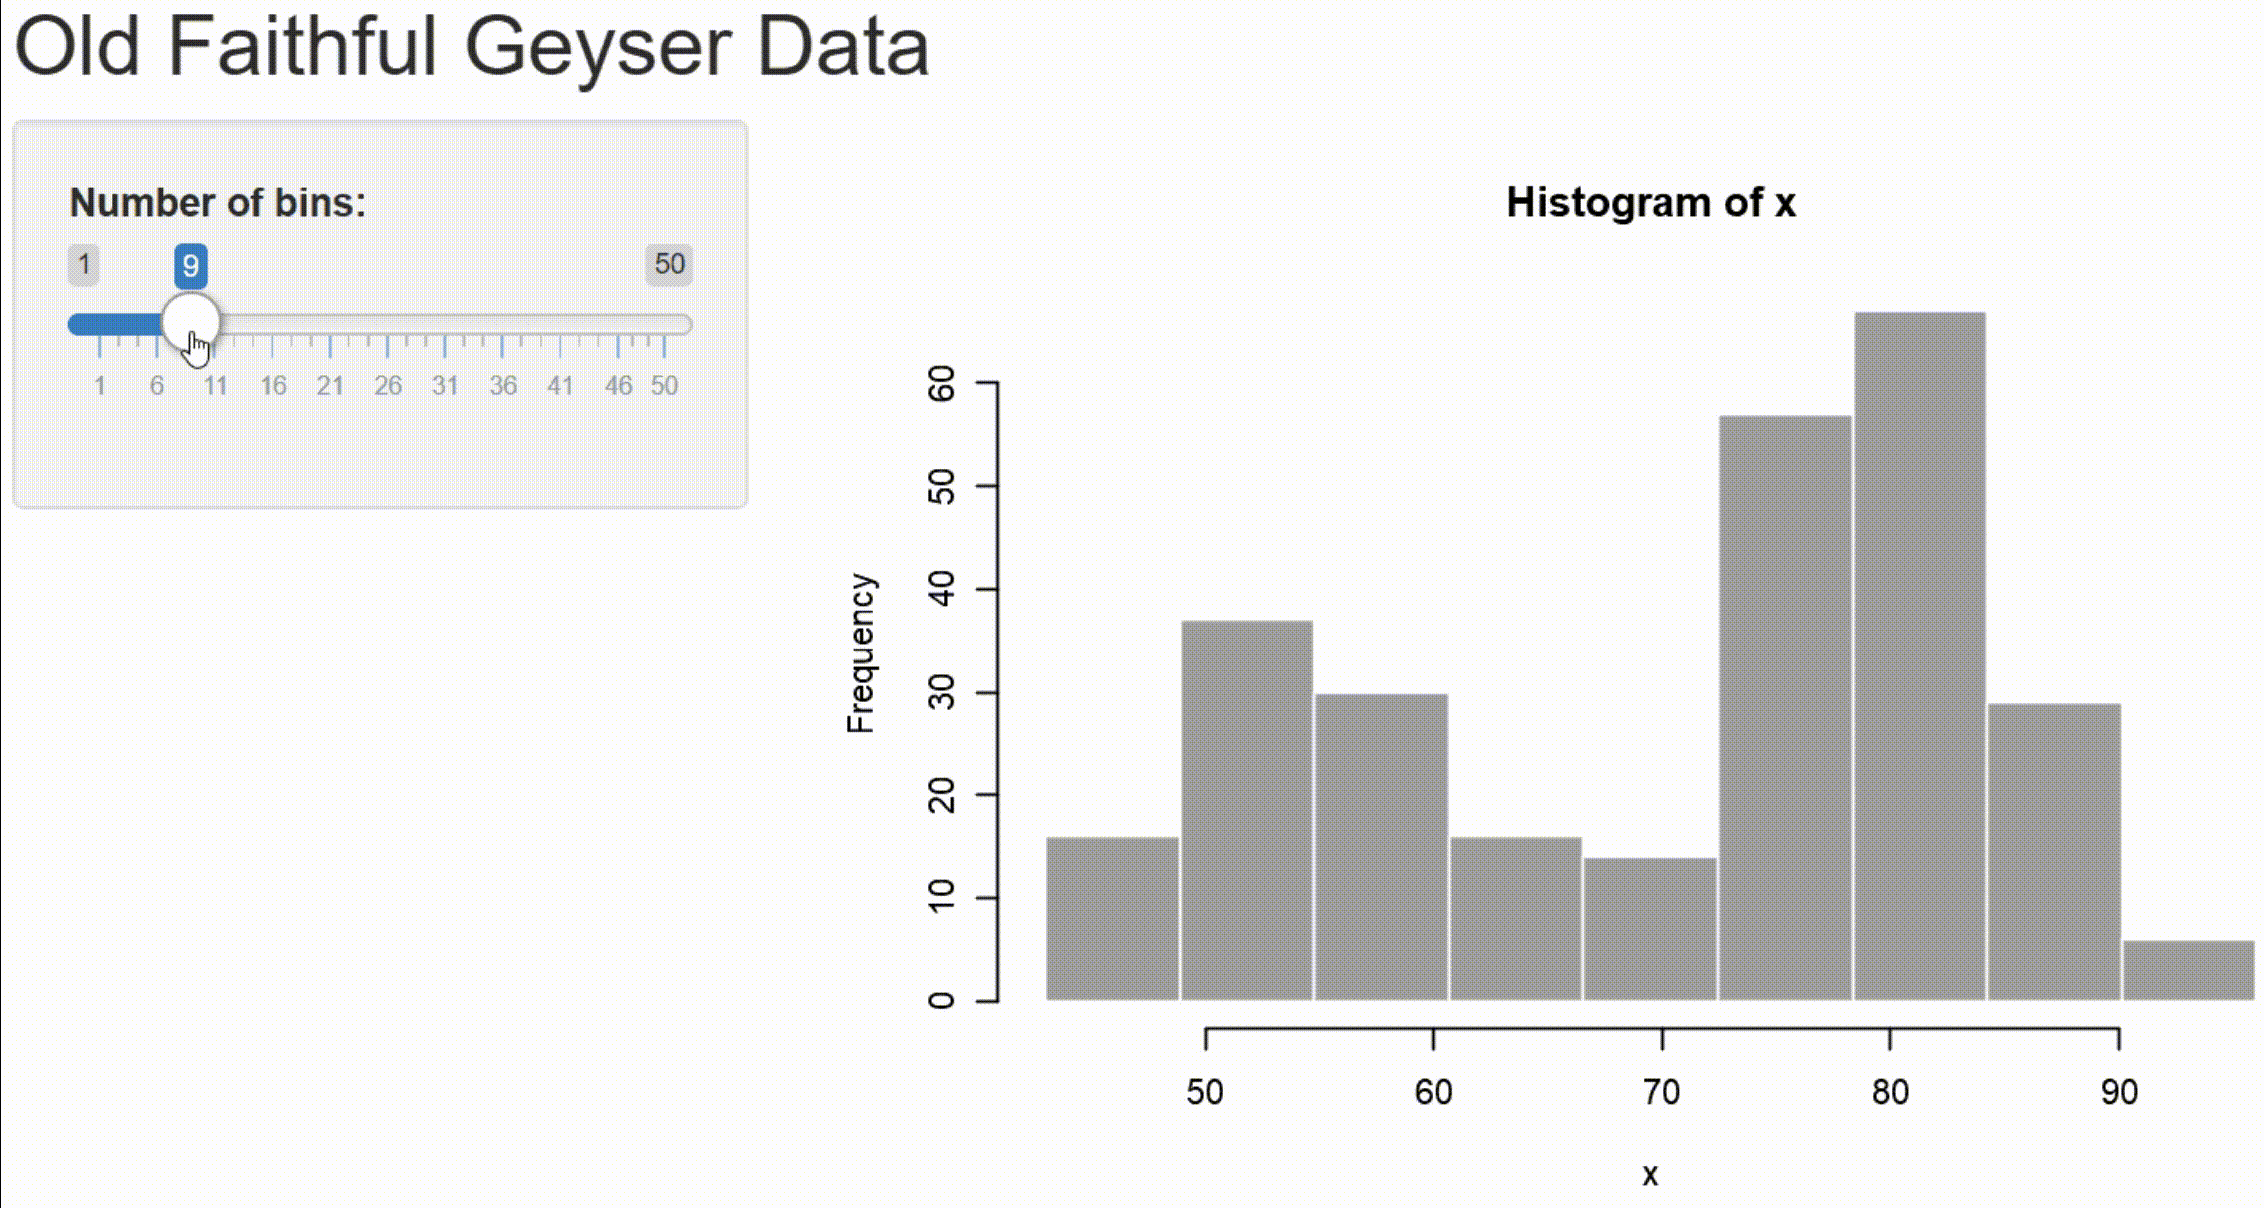 Old Faithful Geyser Data
Number of bins:
1 9 50
1 6 11 16 21 26 31 36 41 46 50
Histogram of x
Frequency
60
50
40
30
20
10
0
50 60 70 80 90
x